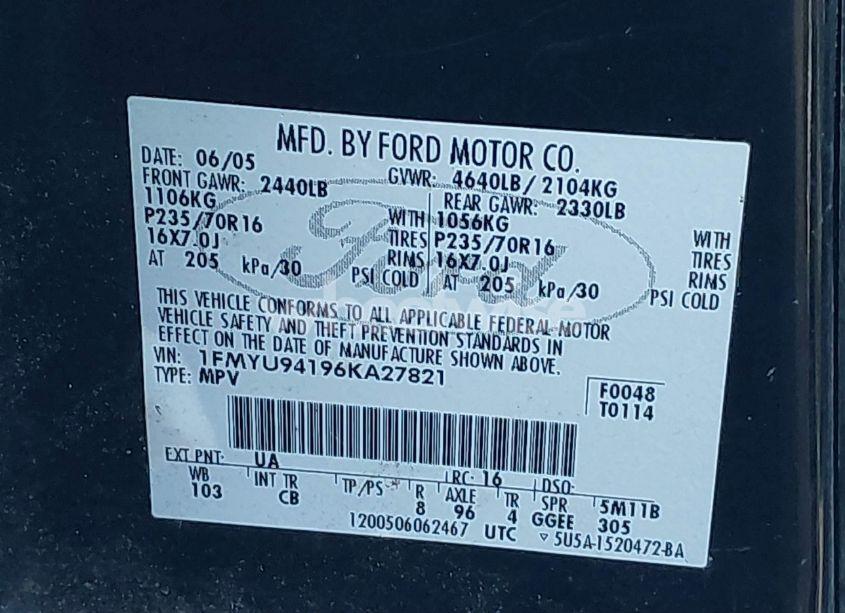 MFD. BY FORD MOTOR CO.
DATE: 06/05 GVWR: 4640LB/ 2104KG
FRONT GAWR: 2440LB REAR GAWR: 2330LB
1106KG WITH 1056KG WITH
P235/70R16 TIRES P235/70R16 TIRES
16X7.0J RIMS 16X7.0J RIMS
AT 205 kPa/30 PSI COLD AT 205 kPa/30 PSI COLD
Ford
THIS VEHICLE CONFORMS TO ALL APPLICABLE FEDERAL MOTOR
VEHICLE SAFETY AND THEFT PREVENTION STANDARDS IN
EFFECT ON THE DATE OF MANUFACTURE SHOWN ABOVE.
VIN: 1FMYU94196KA27821
TYPE: MPV
F0048
T0114
EXT PNT: UA RC: 16 DSO:
WB INT TR TP/PS R AXLE TR SPR 5M11B
103 CB 8 96 4 GGEE 305
1200506062467 UTC ▿ 5U5A-1520472-BA